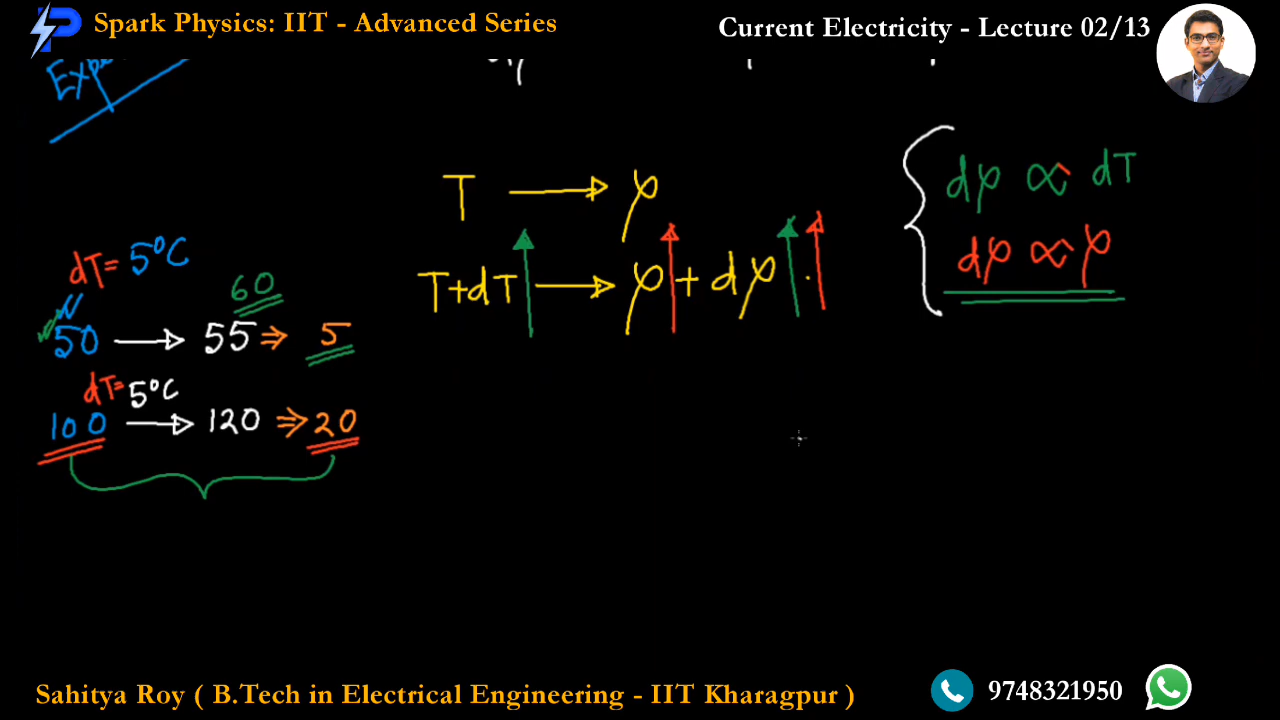 Spark Physics: IIT - Advanced Series
Current Electricity - Lecture 02/13
T → ρ
T+dT → ρ + dρ .
dρ ∝ dT
dρ ∝ ρ
dT= 5°C
60
50 → 55 ⇒ 5
dT= 5°C
100 → 120 ⇒ 20
Sahitya Roy ( B.Tech in Electrical Engineering - IIT Kharagpur )
9748321950